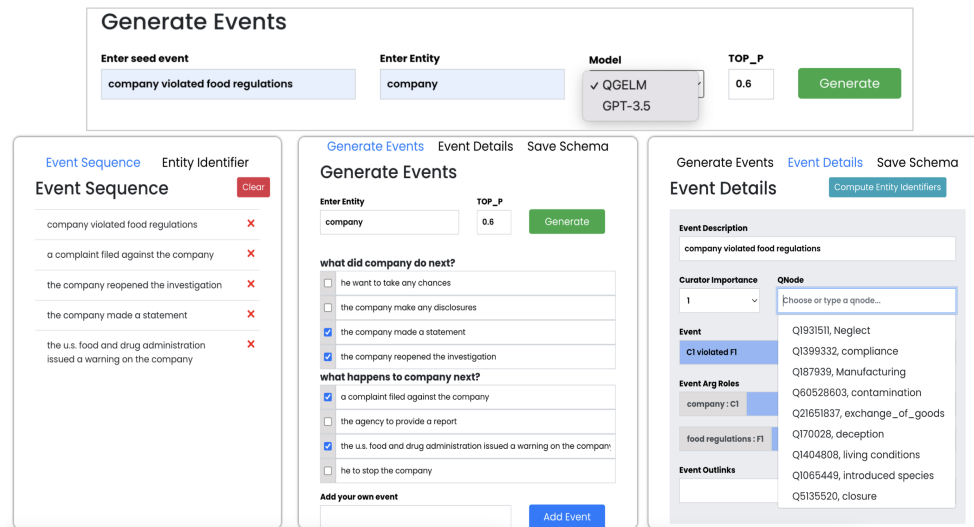 Generate Events
Enter seed event Enter Entity Model TOP_P
company violated food regulations company ✓ QGELM 0.6 Generate
GPT-3.5
Event Sequence Entity Identifier
Event Sequence Clear
company violated food regulations ×
a complaint filed against the company ×
the company reopened the investigation ×
the company made a statement ×
the u.s. food and drug administration ×
issued a warning on the company
Generate Events Event Details Save Schema
Generate Events
Enter Entity TOP_P
company 0.6 Generate
what did company do next?
he want to take any chances
the company make any disclosures
the company made a statement
the company reopened the investigation
what happens to company next?
a complaint filed against the company
the agency to provide a report
the u.s. food and drug administration issued a warning on the company
he to stop the company
Add your own event
Add Event
Generate Events Event Details Save Schema
Event Details Compute Entity Identifiers
Event Description
company violated food regulations
Curator Importance QNode
1 Choose or type a qnode...
Q1931511, Neglect
Q1399332, compliance
Q187939, Manufacturing
Q60528603, contamination
Q21651837, exchange_of_goods
Q170028, deception
Q1404808, living conditions
Q1065449, introduced species
Q5135520, closure
Event
C1 violated F1
Event Arg Roles
company : C1
food regulations : F1
Event Outlinks